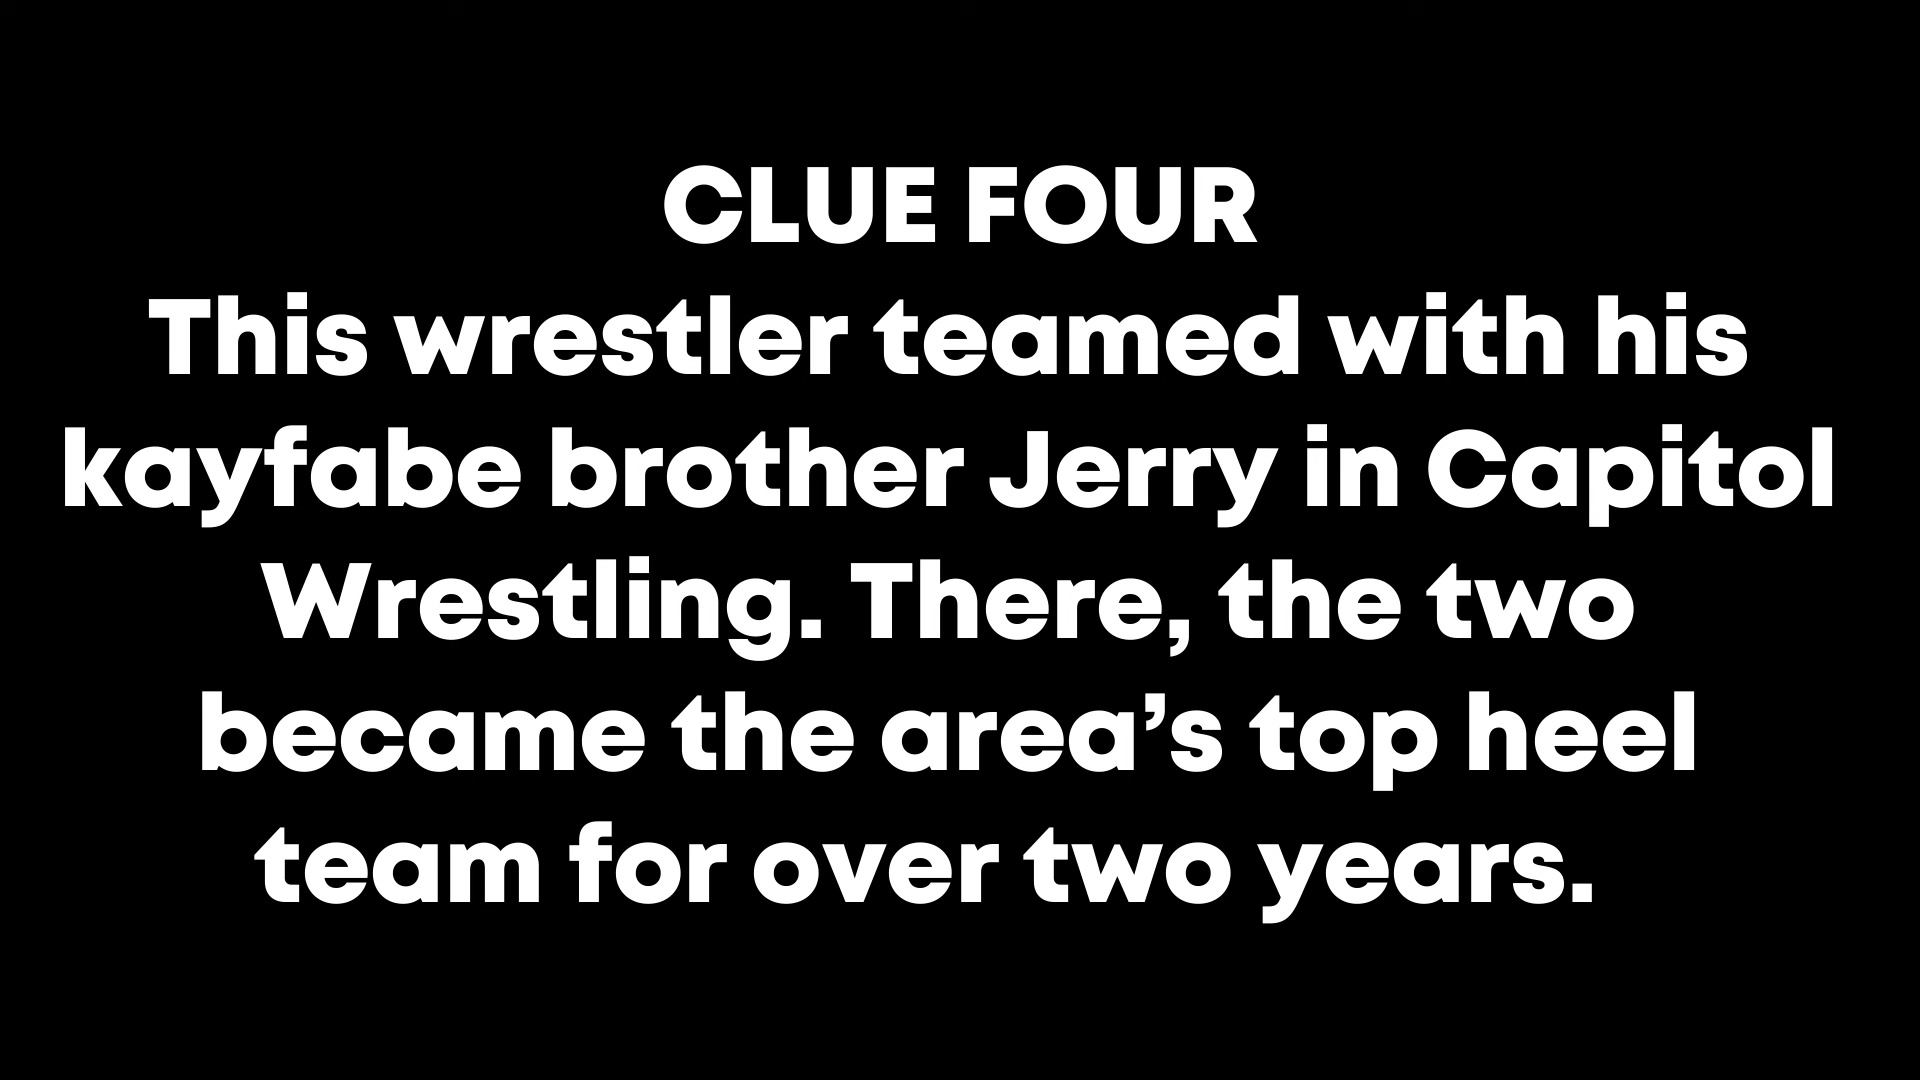 CLUE FOUR
This wrestler teamed with his
kayfabe brother Jerry in Capitol
Wrestling. There, the two
became the area’s top heel
team for over two years.